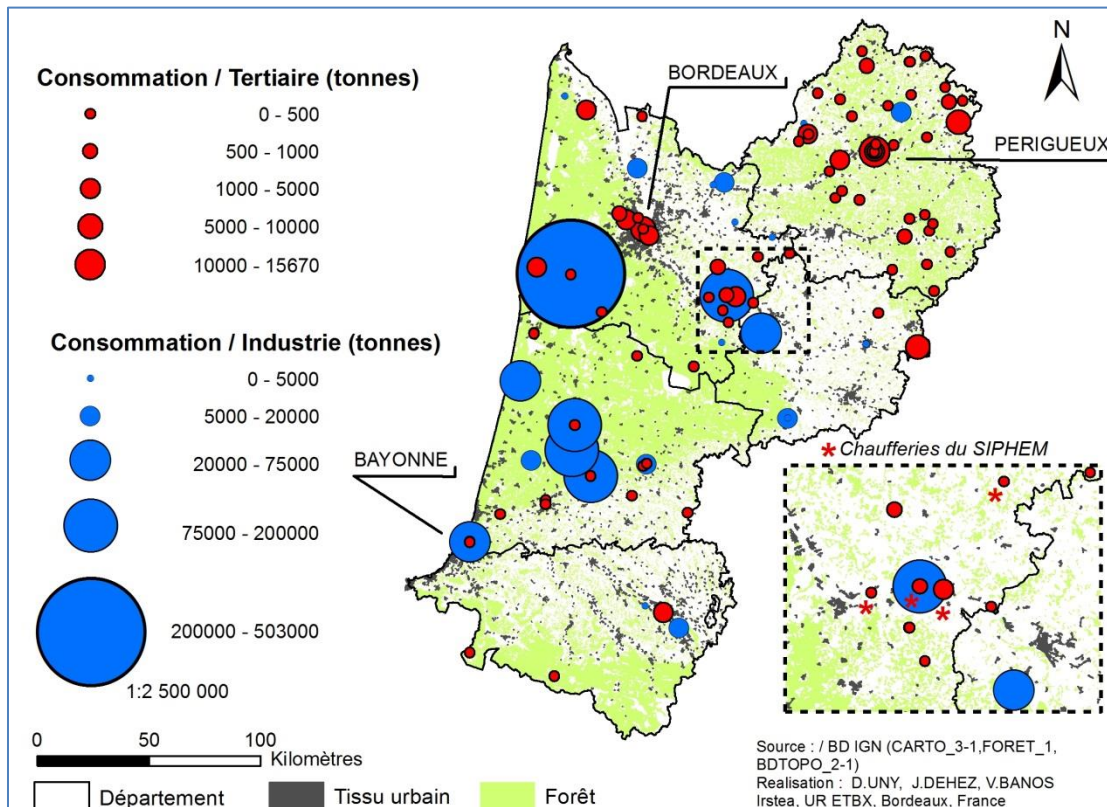 Consommation / Tertiaire (tonnes)
0 - 500
500 - 1000
1000 - 5000
5000 - 10000
10000 - 15670
Consommation / Industrie (tonnes)
0 - 5000
5000 - 20000
20000 - 75000
75000 - 200000
200000 - 503000
1:2 500 000
0 50 100
Kilomètres
Département Tissu urbain Forêt
BORDEAUX
N
PERIGUEUX
BAYONNE
* Chaufferies du SIPHEM
Source : / BD IGN (CARTO_3-1,FORET_1,
BDTOPO_2-1)
Realisation : D.UNY, J.DEHEZ, V.BANOS
Irstea, UR ETBX, Bordeaux, France